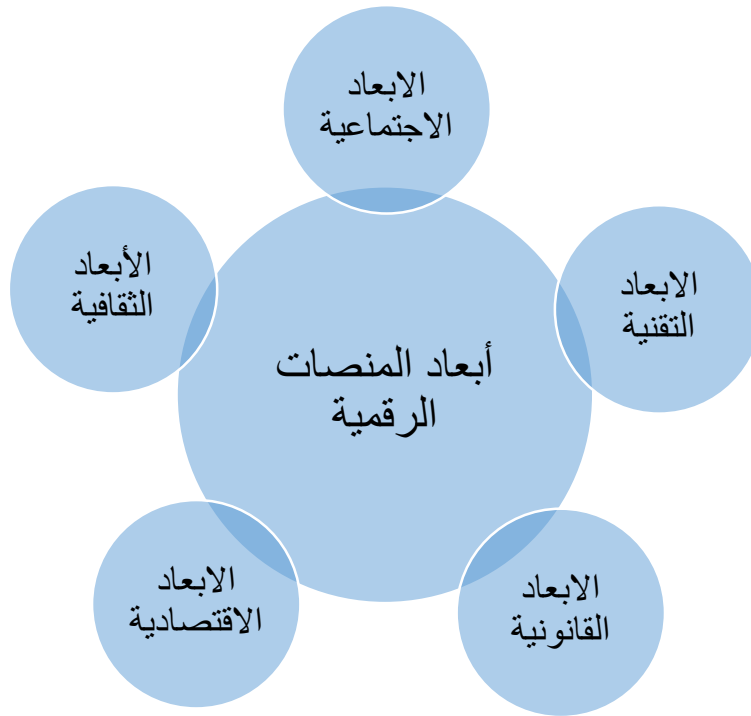 الابعاد
الاجتماعية
الأبعاد
الثقافية
الابعاد
التقنية
أبعاد المنصات
الرقمية
الابعاد
الاقتصادية
الابعاد
القانونية